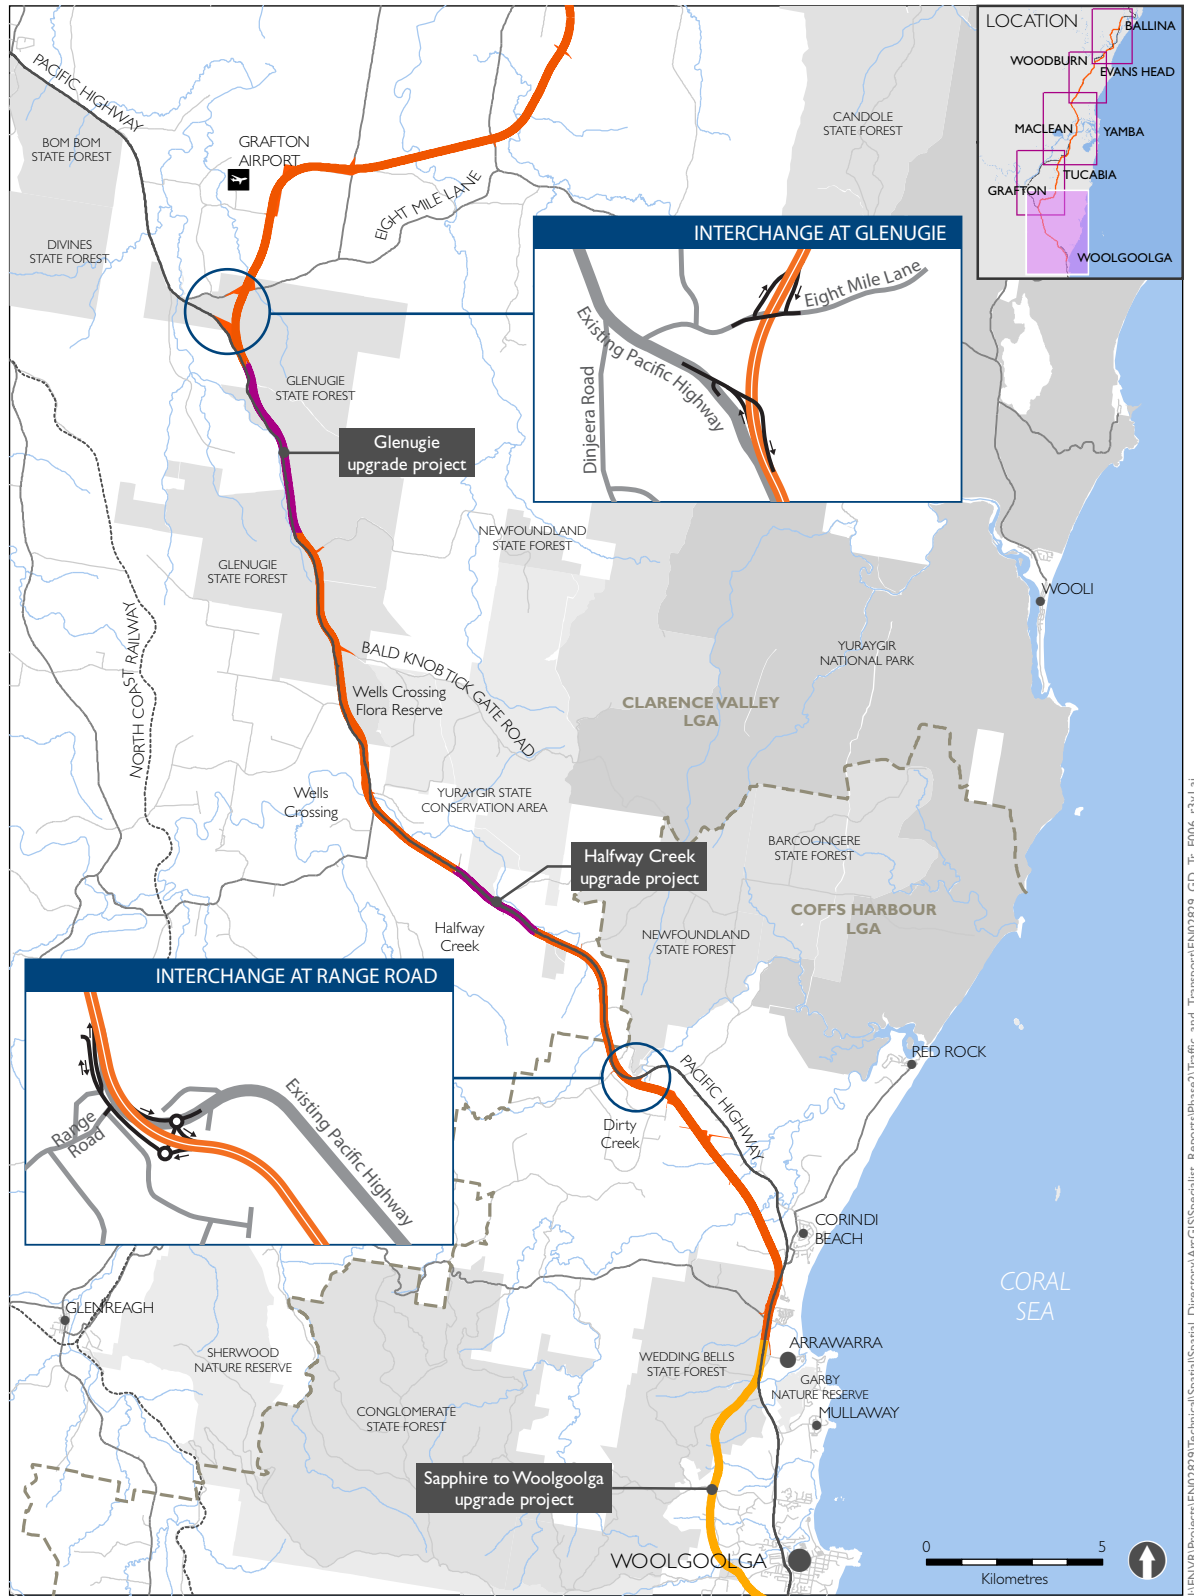 LOCATION
BALLINA
WOODBURN
EVANS HEAD
MACLEAN
YAMBA
TUCABIA
GRAFTON
WOOLGOOLGA
PACIFIC HIGHWAY
BOM BOM
STATE FOREST
GRAFTON
AIRPORT
CANDOLE
STATE FOREST
EIGHT MILE LANE
DIVINES
STATE FOREST
INTERCHANGE AT GLENUGIE
Eight Mile Lane
Existing Pacific Highway
Dinjeera Road
GLENUGIE
STATE FOREST
Glenugie
upgrade project
NEWFOUNDLAND
STATE FOREST
GLENUGIE
STATE FOREST
WOOLI
NORTH COAST RAILWAY
BALD KNOB TICK GATE ROAD
YURAYGIR
NATIONAL PARK
Wells Crossing
Flora Reserve
CLARENCE VALLEY
LGA
Wells
Crossing
YURAYGIR STATE
CONSERVATION AREA
BARCOONGERE
STATE FOREST
Halfway Creek
upgrade project
COFFS HARBOUR
LGA
Halfway
Creek
NEWFOUNDLAND
STATE FOREST
INTERCHANGE AT RANGE ROAD
Existing Pacific Highway
Range
Road
RED ROCK
PACIFIC HIGHWAY
Dirty
Creek
CORINDI
BEACH
CORAL
SEA
GLENREAGH
SHERWOOD
NATURE RESERVE
WEDDING BELLS
STATE FOREST
ARRAWARRA
GARBY
NATURE RESERVE
MULLAWAY
CONGLOMERATE
STATE FOREST
Sapphire to Woolgoolga
upgrade project
WOOLGOOLGA
0 5
Kilometres